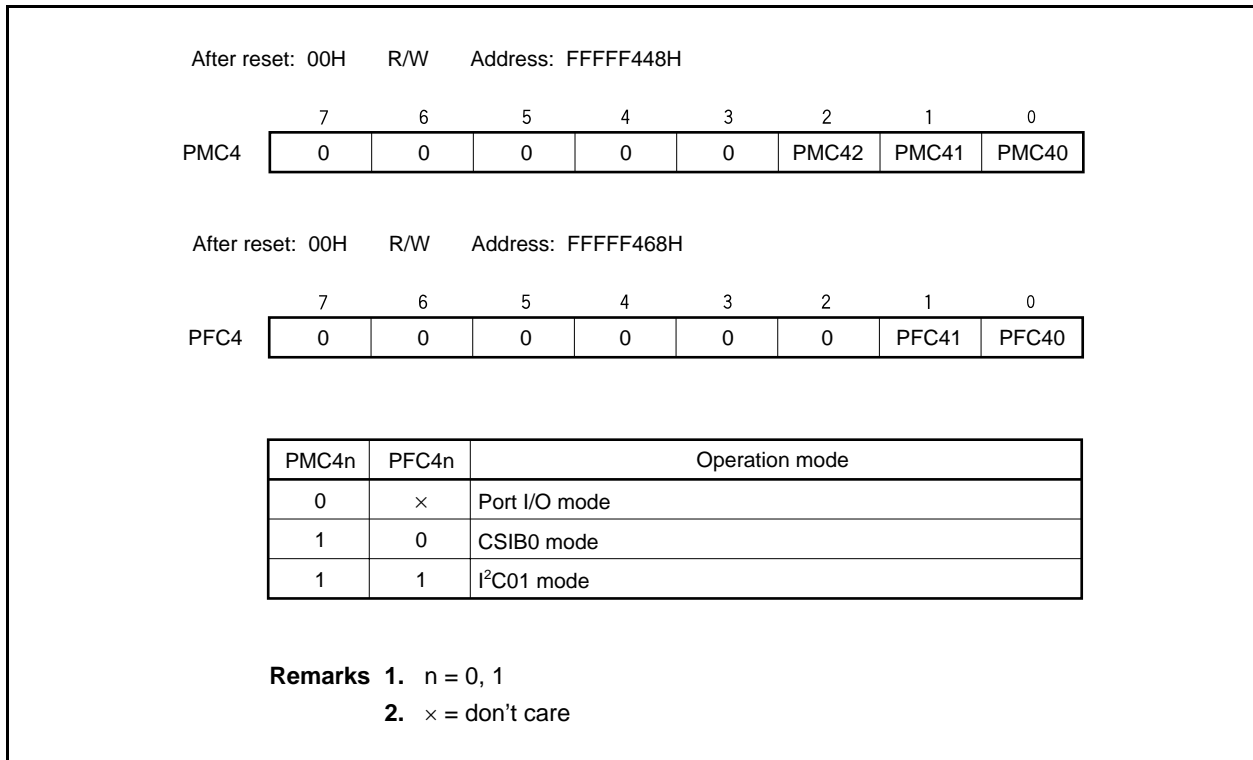 After reset: 00H R/W Address: FFFFF448H
7 6 5 4 3 2 1 0
PMC4 0 0 0 0 0 PMC42 PMC41 PMC40
After reset: 00H R/W Address: FFFFF468H
7 6 5 4 3 2 1 0
PFC4 0 0 0 0 0 0 PFC41 PFC40
PMC4n PFC4n Operation mode
0 × Port I/O mode
1 0 CSIB0 mode
1 1 I²C01 mode
Remarks 1. n = 0, 1
2. × = don't care